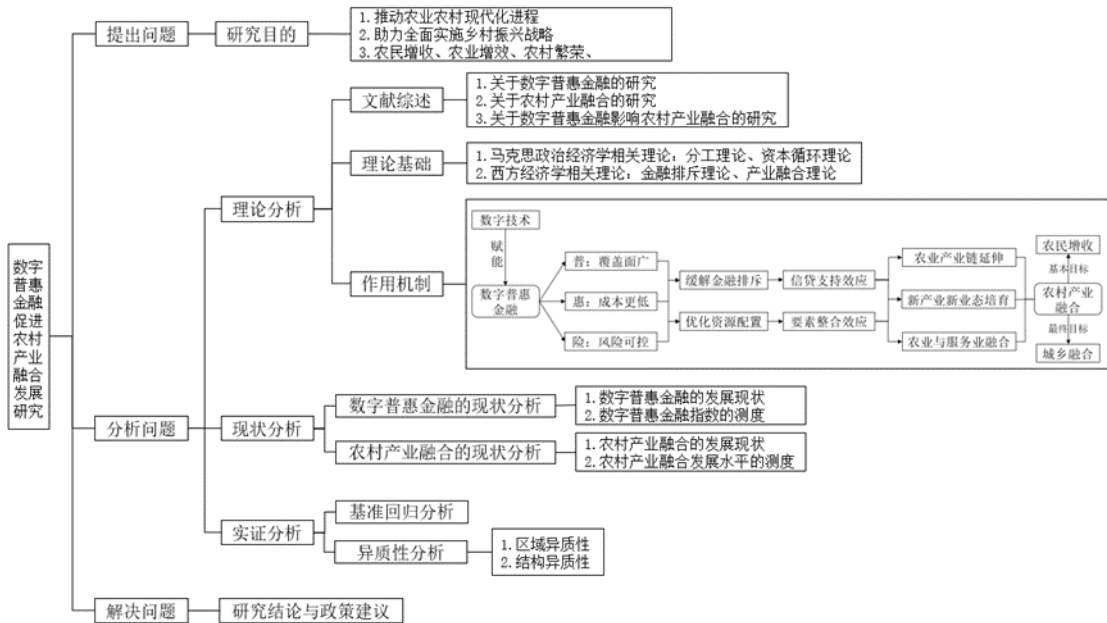 数字
普惠
金融
促进
农村
产业
融合
发展
研究
提出问题
研究目的
1. 推动农业农村现代化进程
2. 助力全面实施乡村振兴战略
3. 农民增收、农业增效、农村繁荣、
分析问题
理论分析
文献综述
1. 关于数字普惠金融的研究
2. 关于农村产业融合的研究
3. 关于数字普惠金融影响农村产业融合的研究
理论基础
1. 马克思政治经济学相关理论：分工理论、资本循环理论
2. 西方经济学相关理论：金融排斥理论、产业融合理论
作用机制
数字技术
赋
能
数字普惠
金融
普：覆盖面广
惠：成本更低
险：风险可控
缓解金融排斥
优化资源配置
信贷支持效应
要素整合效应
农业产业链延伸
新产业新业态培育
农业与服务业融合
农民增收
基本目标
农村产业
融合
最终目标
城乡融合
现状分析
数字普惠金融的现状分析
1. 数字普惠金融的发展现状
2. 数字普惠金融指数的测度
农村产业融合的现状分析
1. 农村产业融合的发展现状
2. 农村产业融合发展水平的测度
实证分析
基准回归分析
异质性分析
1. 区域异质性
2. 结构异质性
解决问题
研究结论与政策建议